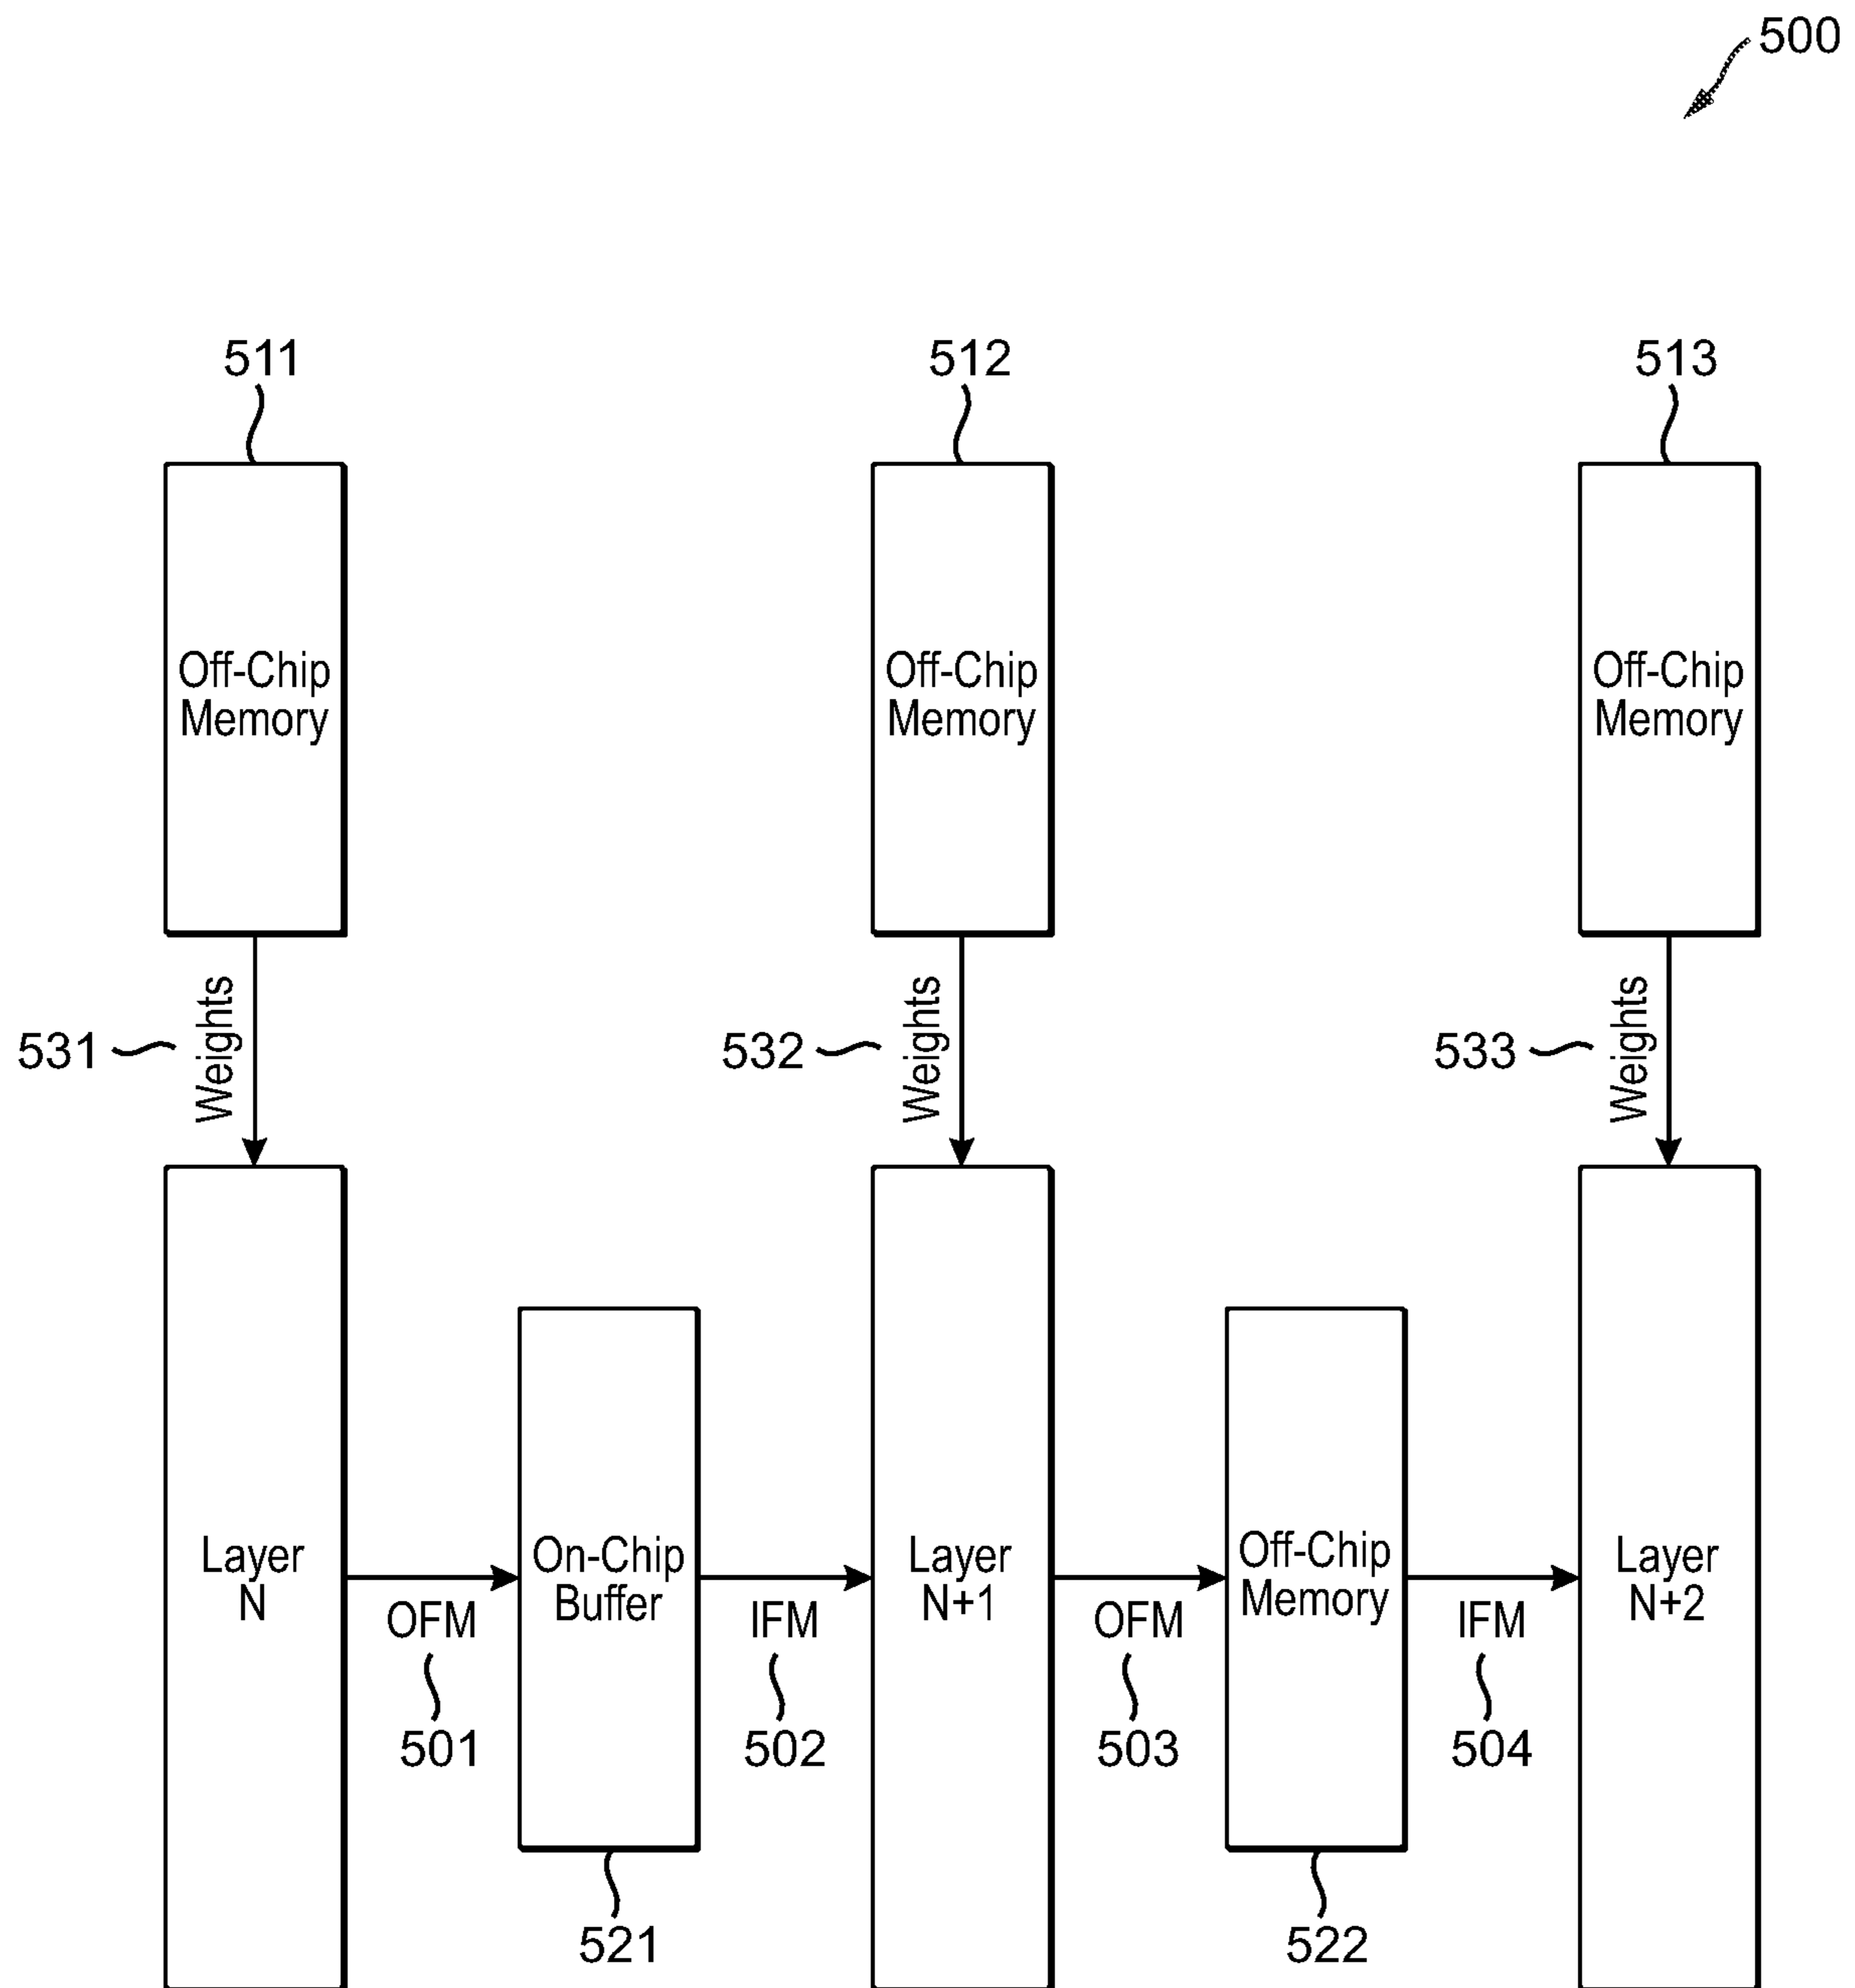 500
511
512
513
Off-Chip
Memory
Off-Chip
Memory
Off-Chip
Memory
531
Weights
532
Weights
533
Weights
Layer
N
OFM
501
On-Chip
Buffer
521
IFM
502
Layer
N+1
OFM
503
Off-Chip
Memory
522
IFM
504
Layer
N+2